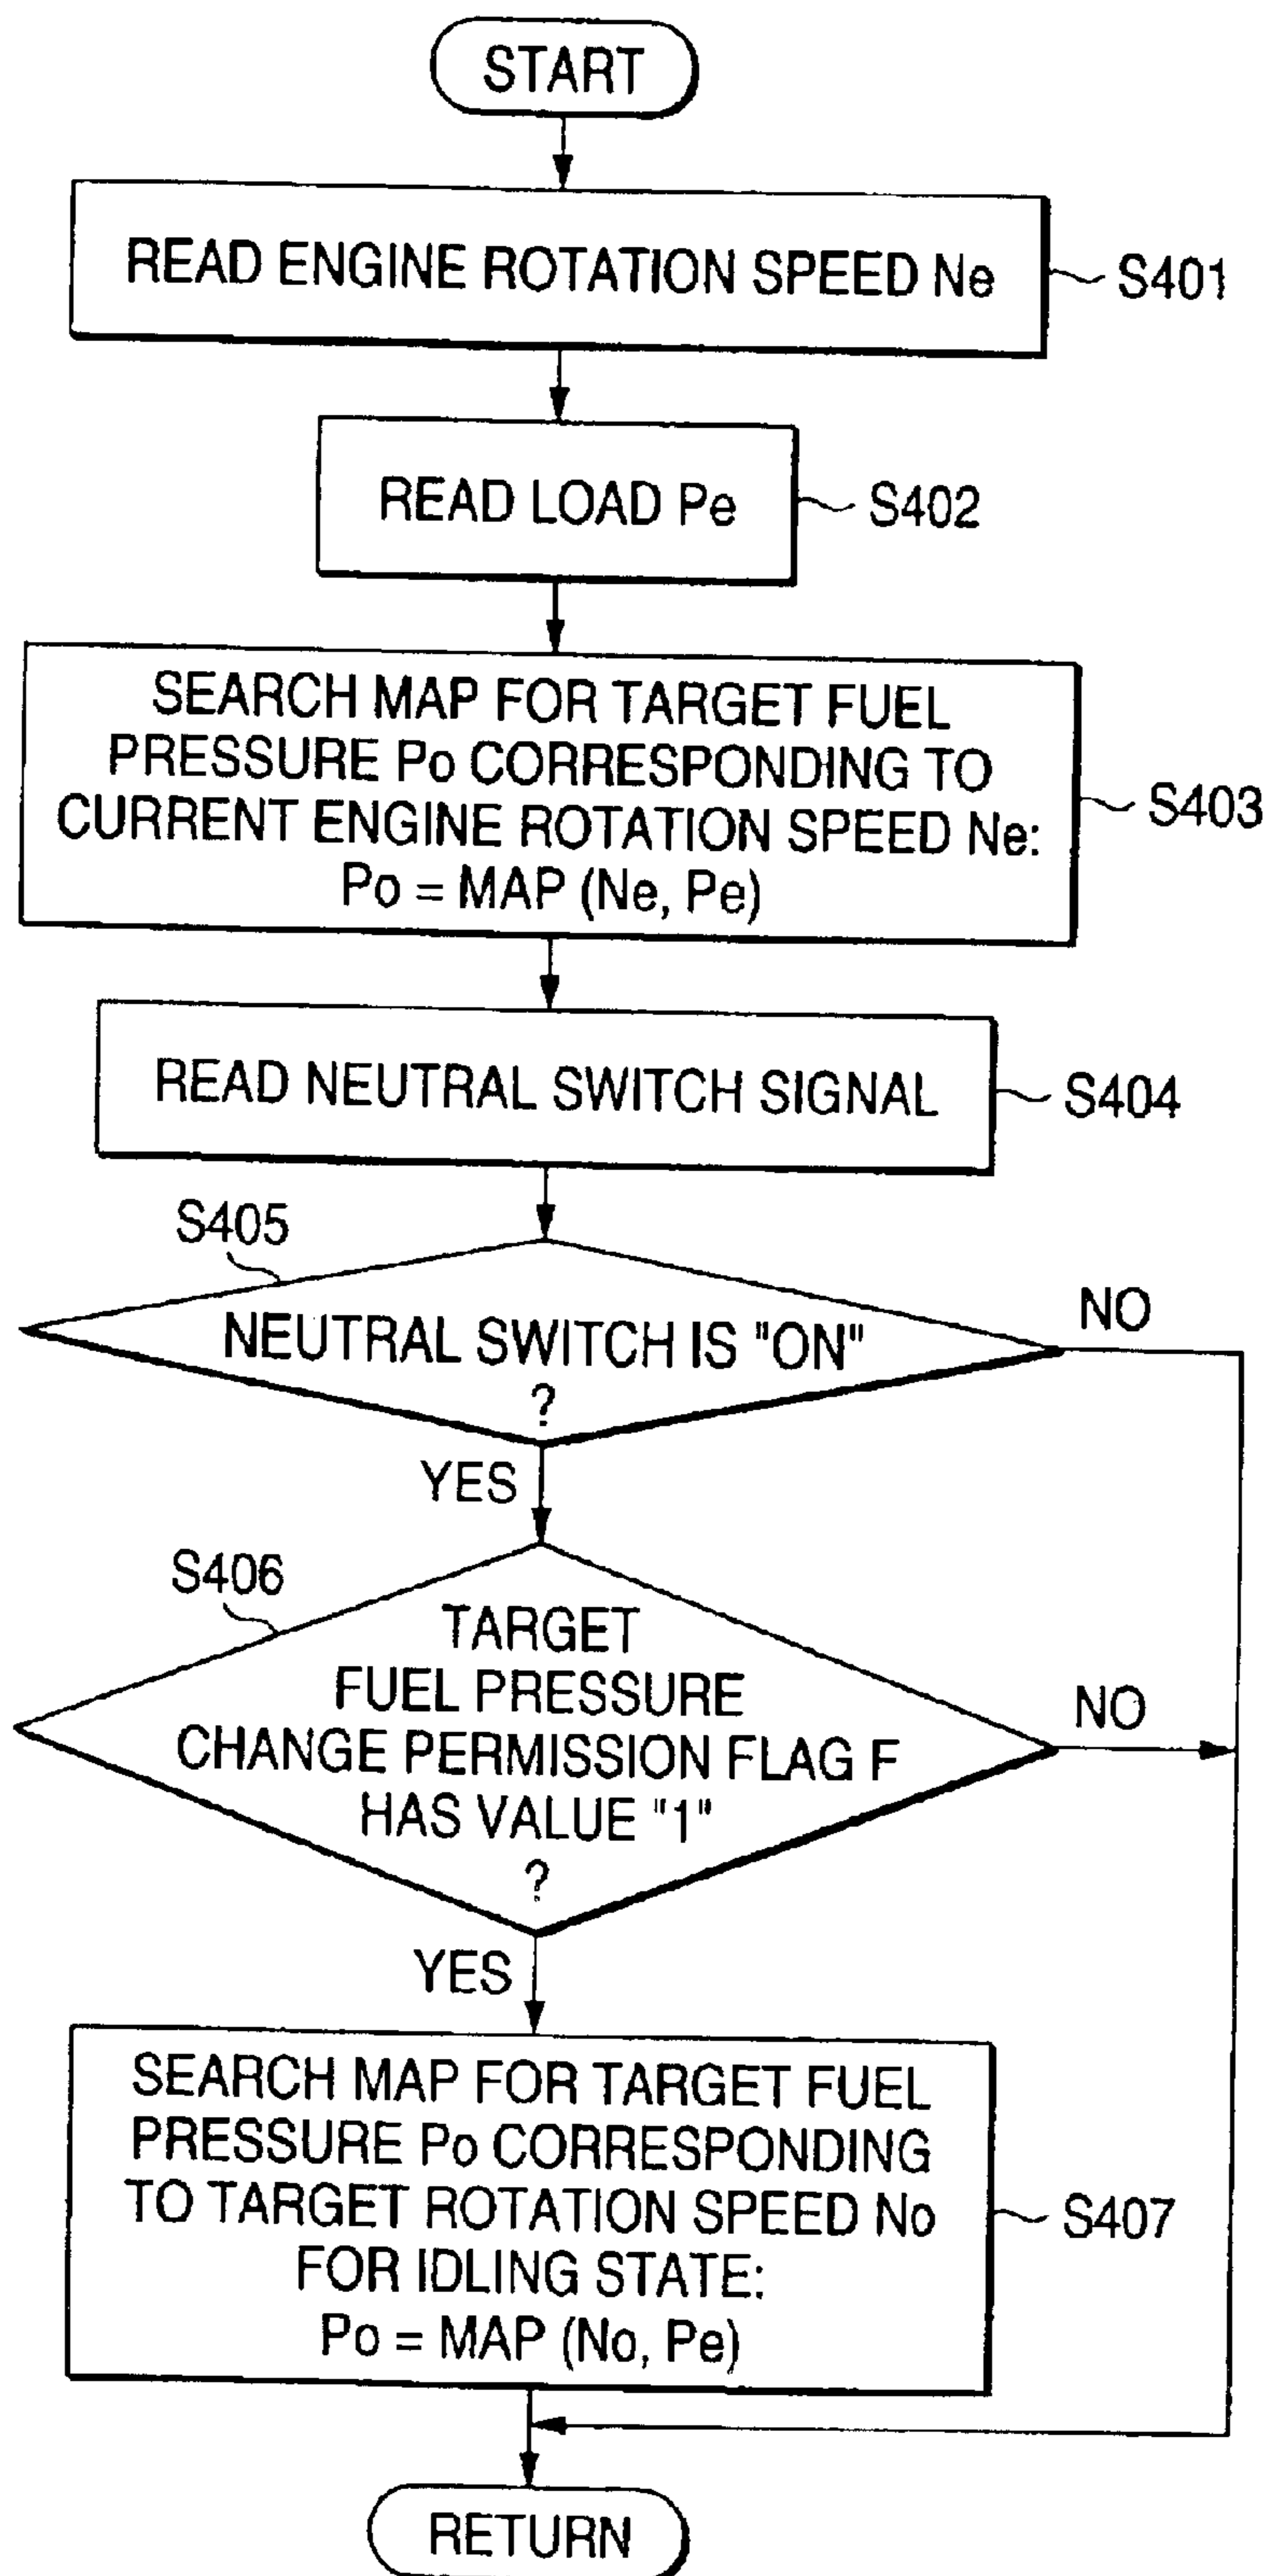 START
READ ENGINE ROTATION SPEED Ne
S401
READ LOAD Pe
S402
SEARCH MAP FOR TARGET FUEL
PRESSURE Po CORRESPONDING TO
CURRENT ENGINE ROTATION SPEED Ne:
Po = MAP (Ne, Pe)
S403
READ NEUTRAL SWITCH SIGNAL
S404
S405
NEUTRAL SWITCH IS "ON"
?
NO
YES
S406
TARGET
FUEL PRESSURE
CHANGE PERMISSION FLAG F
HAS VALUE "1"
?
NO
YES
SEARCH MAP FOR TARGET FUEL
PRESSURE Po CORRESPONDING
TO TARGET ROTATION SPEED No
FOR IDLING STATE:
Po = MAP (No, Pe)
S407
RETURN